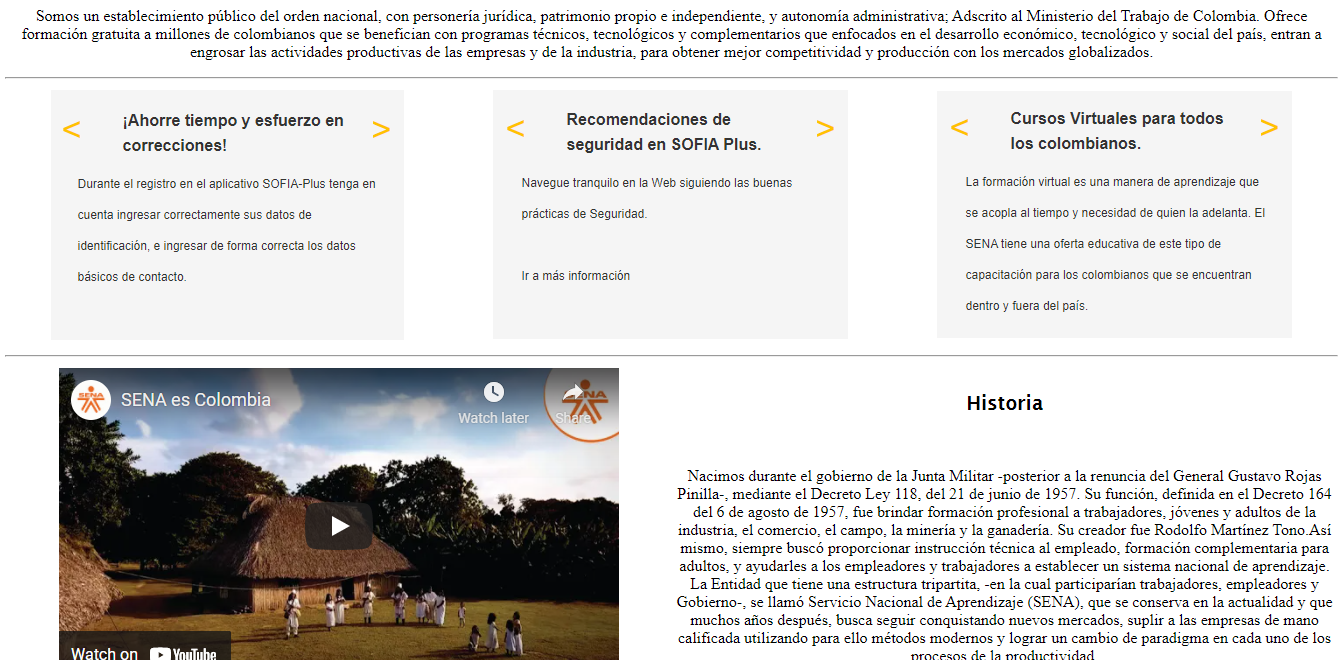 Somos un establecimiento público del orden nacional, con personería jurídica, patrimonio propio e independiente, y autonomía administrativa; Adscrito al Ministerio del Trabajo de Colombia. Ofrece
formación gratuita a millones de colombianos que se benefician con programas técnicos, tecnológicos y complementarios que enfocados en el desarrollo económico, tecnológico y social del país, entran a
engrosar las actividades productivas de las empresas y de la industria, para obtener mejor competitividad y producción con los mercados globalizados.
< ¡Ahorre tiempo y esfuerzo en >
correcciones!
Durante el registro en el aplicativo SOFIA-Plus tenga en
cuenta ingresar correctamente sus datos de
identificación, e ingresar de forma correcta los datos
básicos de contacto.
< Recomendaciones de >
seguridad en SOFIA Plus.
Navegue tranquilo en la Web siguiendo las buenas
prácticas de Seguridad.
Ir a más información
< Cursos Virtuales para todos >
los colombianos.
La formación virtual es una manera de aprendizaje que
se acopla al tiempo y necesidad de quien la adelanta. El
SENA tiene una oferta educativa de este tipo de
capacitación para los colombianos que se encuentran
dentro y fuera del país.
SENA
SENA es Colombia
Watch later
Share
SENA
Watch on YouTube
Historia
Nacimos durante el gobierno de la Junta Militar -posterior a la renuncia del General Gustavo Rojas
Pinilla-, mediante el Decreto Ley 118, del 21 de junio de 1957. Su función, definida en el Decreto 164
del 6 de agosto de 1957, fue brindar formación profesional a trabajadores, jóvenes y adultos de la
industria, el comercio, el campo, la minería y la ganadería. Su creador fue Rodolfo Martínez Tono.Así
mismo, siempre buscó proporcionar instrucción técnica al empleado, formación complementaria para
adultos, y ayudarles a los empleadores y trabajadores a establecer un sistema nacional de aprendizaje.
La Entidad que tiene una estructura tripartita, -en la cual participarían trabajadores, empleadores y
Gobierno-, se llamó Servicio Nacional de Aprendizaje (SENA), que se conserva en la actualidad y que
muchos años después, busca seguir conquistando nuevos mercados, suplir a las empresas de mano
calificada utilizando para ello métodos modernos y lograr un cambio de paradigma en cada uno de los
procesos de la productividad